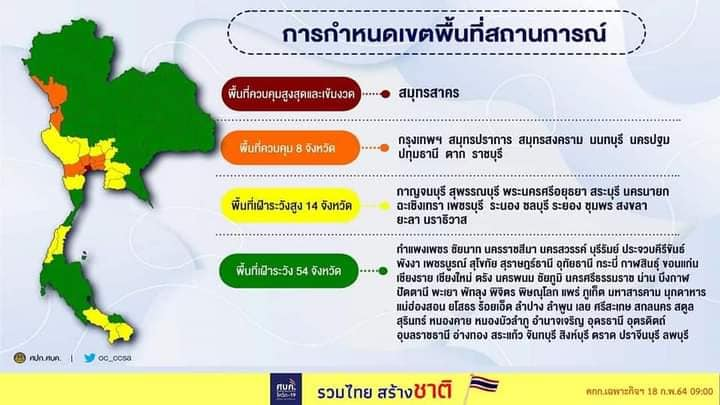 การกำหนดเขตพื้นที่สถานการณ์
พื้นที่ควบคุมสูงสุดและเข้มงวด
สมุทรสาคร
พื้นที่ควบคุม 8 จังหวัด
กรุงเทพฯ สมุทรปราการ สมุทรสงคราม นนทบุรี นครปฐม
ปทุมธานี ตาก ราชบุรี
พื้นที่เฝ้าระวังสูง 14 จังหวัด
กาญจนบุรี สุพรรณบุรี พระนครศรีอยุธยา สระบุรี นครนายก
ฉะเชิงเทรา เพชรบุรี ระนอง ชลบุรี ระยอง ชุมพร สงขลา
ยะลา นราธิวาส
พื้นที่เฝ้าระวัง 54 จังหวัด
กำแพงเพชร ชัยนาท นครราชสีมา นครสวรรค์ บุรีรัมย์ ประจวบคีรีขันธ์
พังงา เพชรบูรณ์ สุโขทัย สุราษฎร์ธานี อุทัยธานี กระบี่ กาฬสินธุ์ ขอนแก่น
เชียงราย เชียงใหม่ ตรัง นครพนม ชัยภูมิ นครศรีธรรมราช น่าน บึงกาฬ
ปัตตานี พะเยา พัทลุง พิจิตร พิษณุโลก แพร่ ภูเก็ต มหาสารคาม มุกดาหาร
แม่ฮ่องสอน ยโสธร ร้อยเอ็ด ลำปาง ลำพูน เลย ศรีสะเกษ สกลนคร สตูล
สุรินทร์ หนองคาย หนองบัวลำภู อำนาจเจริญ อุดรธานี อุตรดิตถ์
อุบลราชธานี อ่างทอง สระแก้ว จันทบุรี สิงห์บุรี ตราด ปราจีนบุรี ลพบุรี
ศปก.ศบค. oc_ccsa
ศบค.
โควิด-19
รวมไทย สร้างชาติ
ศกก.เฉพาะกิจฯ 18 ก.พ.64 09:00